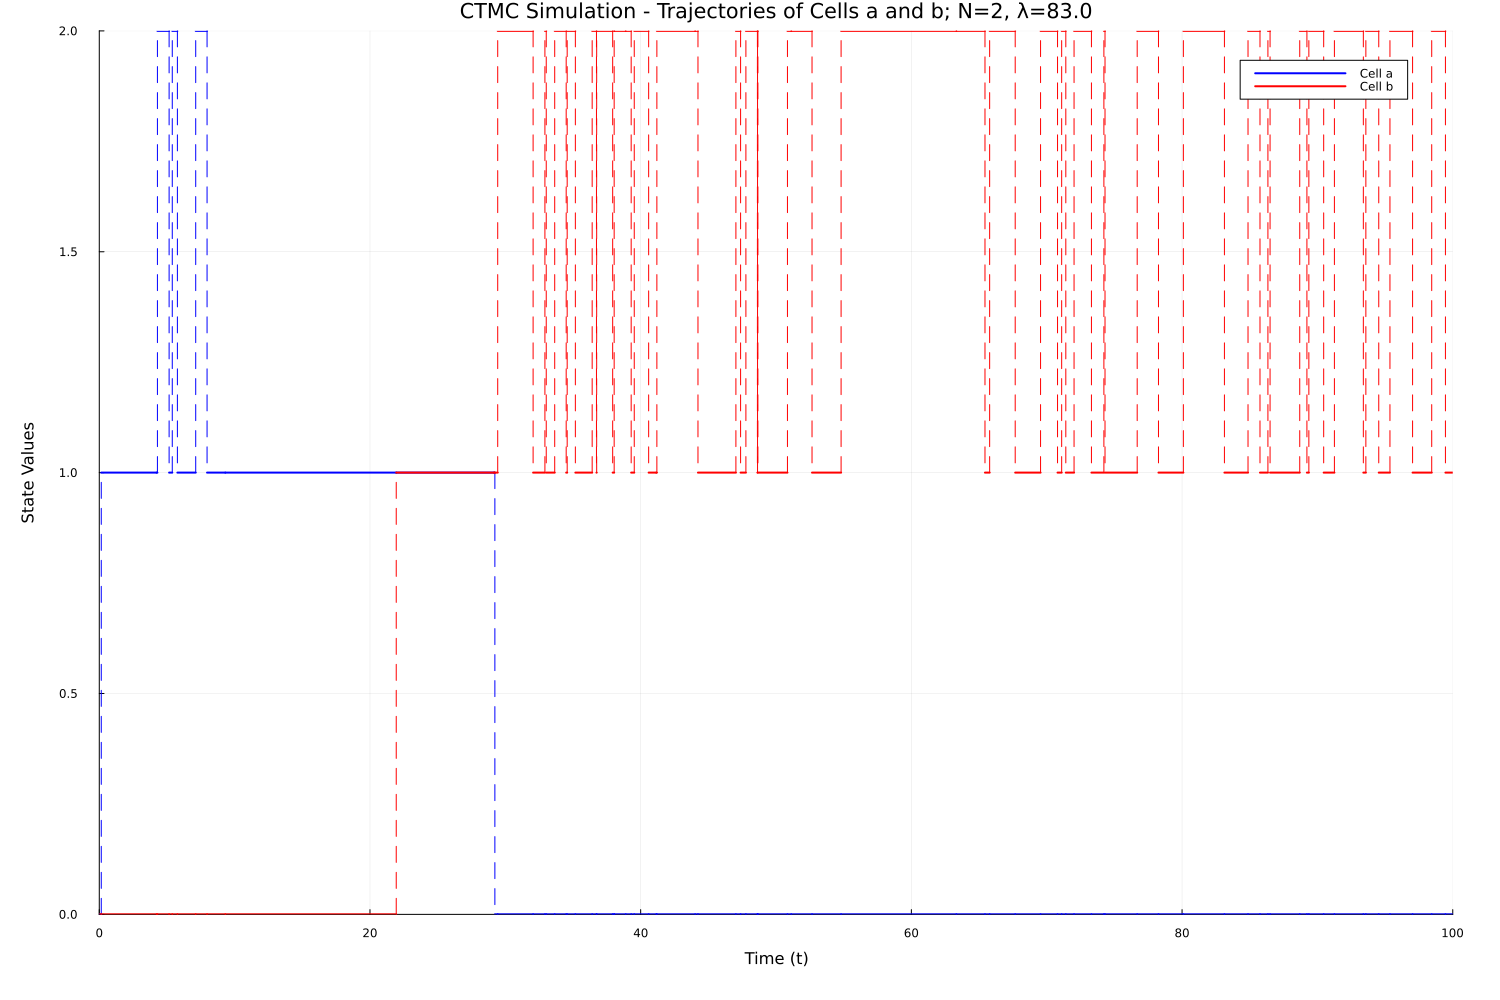 CTMC Simulation - Trajectories of Cells a and b; N=2, λ=83.0
2.0
Cell a
Cell b
1.5
1.0
State Values
0.5
0.0
0 20 40 60 80 100
Time (t)